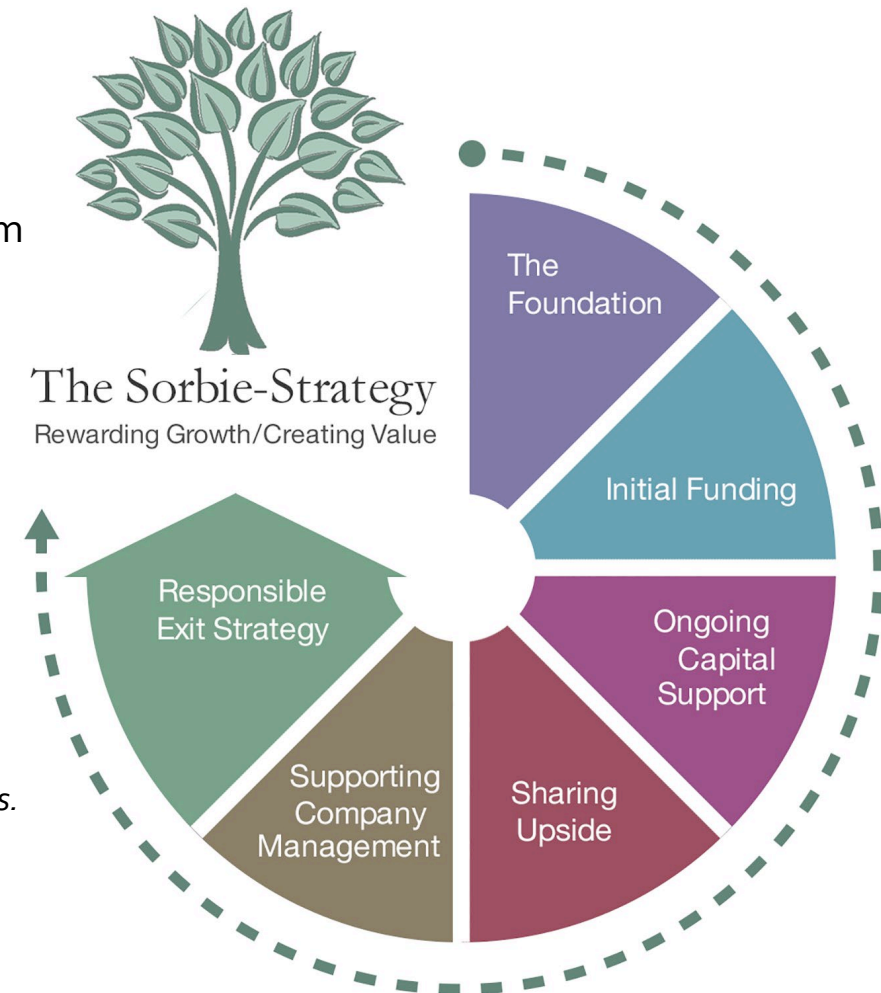 m
The Sorbie-Strategy
Rewarding Growth/Creating Value
The
Foundation
Initial Funding
Ongoing
Capital
Support
Sharing
Upside
Supporting
Company
Management
Responsible
Exit Strategy
s.